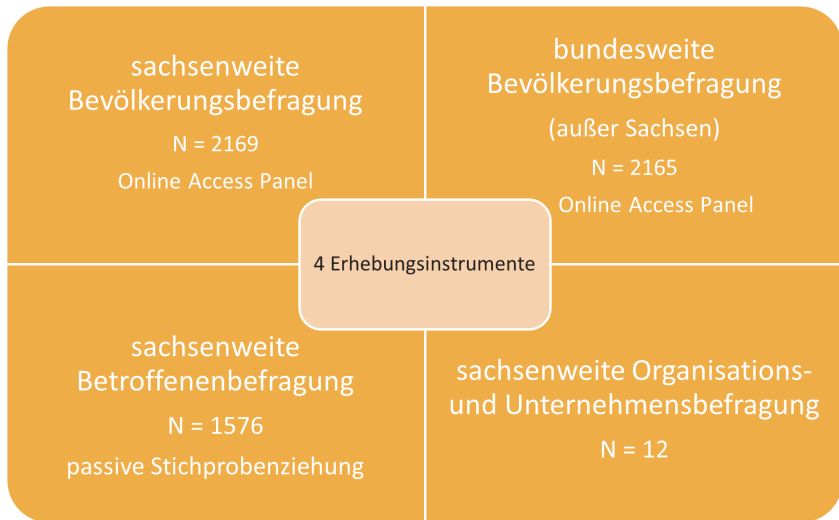 sachsenweite
Bevölkerungsbefragung
N = 2169
Online Access Panel
bundesweite
Bevölkerungsbefragung
(außer Sachsen)
N = 2165
Online Access Panel
4 Erhebungsinstrumente
sachsenweite
Betroffenenbefragung
N = 1576
passive Stichprobenziehung
sachsenweite Organisations-
und Unternehmensbefragung
N = 12